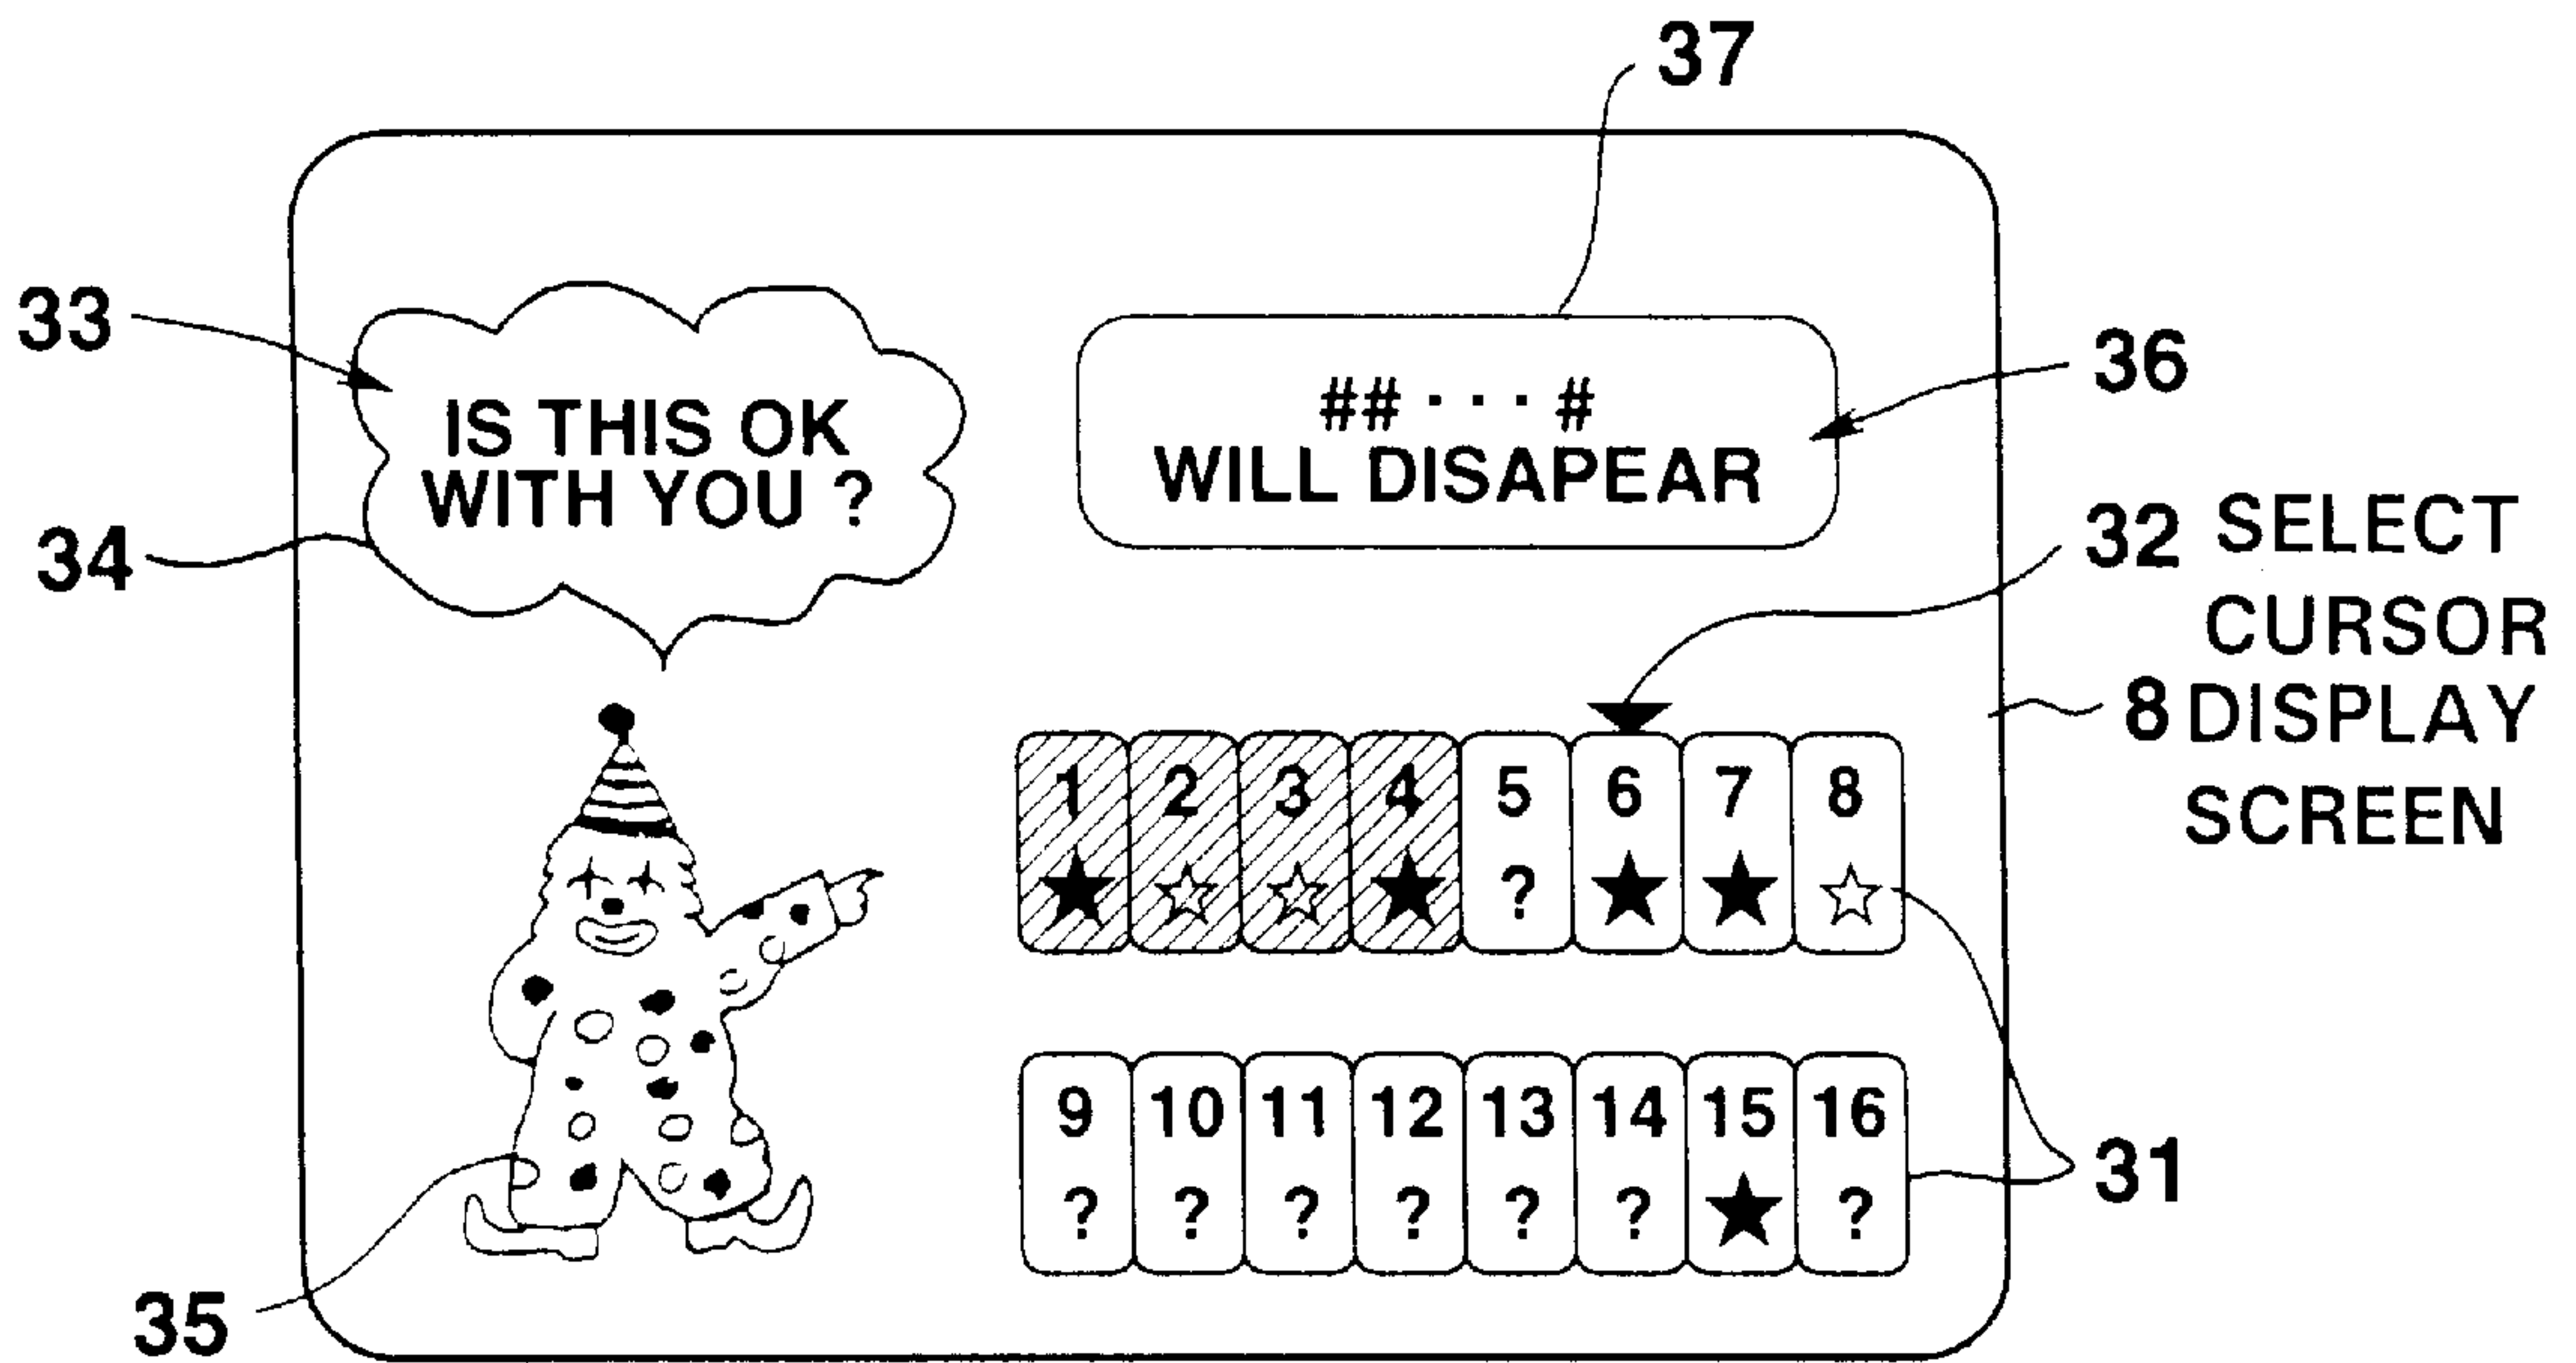 37
33
IS THIS OK
WITH YOU ?
34
## · · · #
WILL DISAPEAR
36
32 SELECT
CURSOR
8 DISPLAY
SCREEN
1 2 3 4 5 6 7 8
★ ☆ ☆ ★ ? ★ ★ ☆
9 10 11 12 13 14 15 16
? ? ? ? ? ? ★ ?
31
35